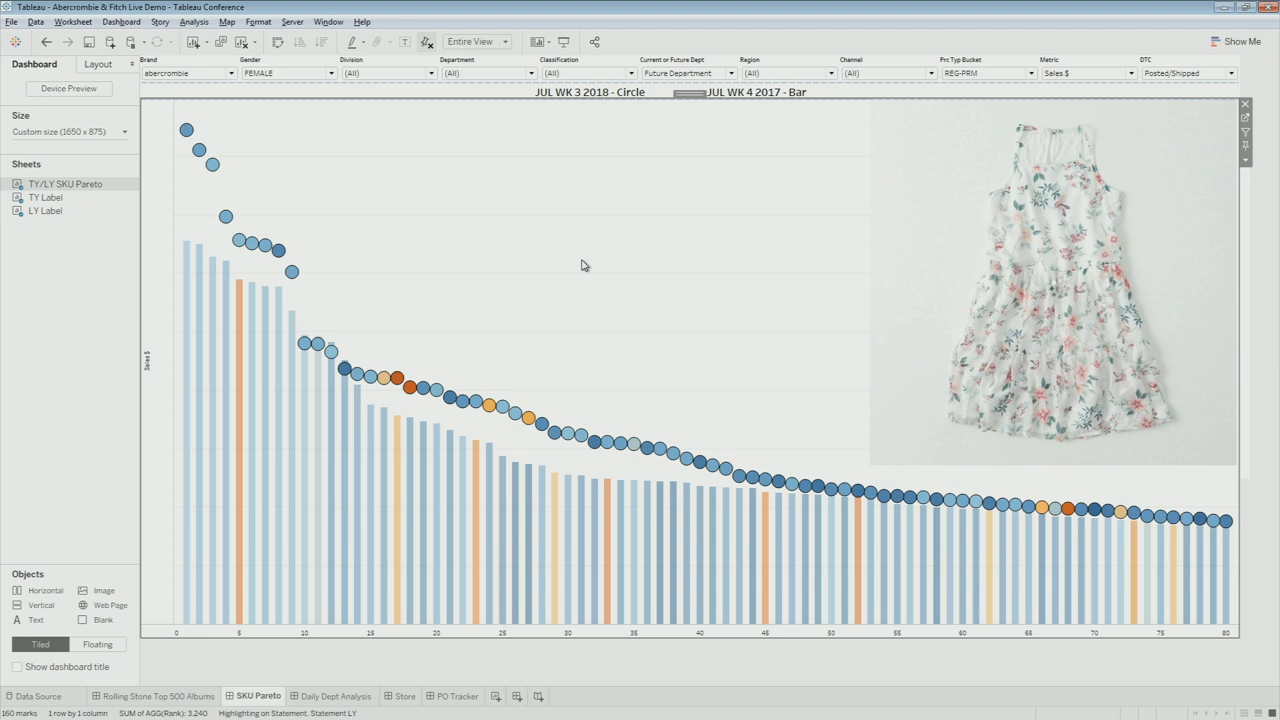 Tableau - Abercrombie & Fitch Live Demo - Tableau Conference
File Data Worksheet Dashboard Story Analysis Map Format Server Window Help
Entire View Show Me
Dashboard Layout
Brand Gender Division Department Classification Current or Future Dept Region Channel Prc Typ Bucket Metric DTC
abercrombie FEMALE (All) (All) (All) Future Department (All) (All) REG-PRM Sales $ Posted/Shipped
Device Preview
JUL WK 3 2018 - Circle JUL WK 4 2017 - Bar
Size
Custom size (1650 x 875)
Sheets
TY/LY SKU Pareto
TY Label
LY Label
Sales $
Objects
Horizontal Image
Vertical Web Page
A Text Blank
Tiled Floating
Show dashboard title
0 5 10 15 20 25 30 35 40 45 50 55 60 65 70 75 80
Data Source Rolling Stone Top 500 Albums SKU Pareto Daily Dept Analysis Store PO Tracker
160 marks 1 row by 1 column SUM of AGG(Rank): 3,240 Highlighting on Statement, Statement LY